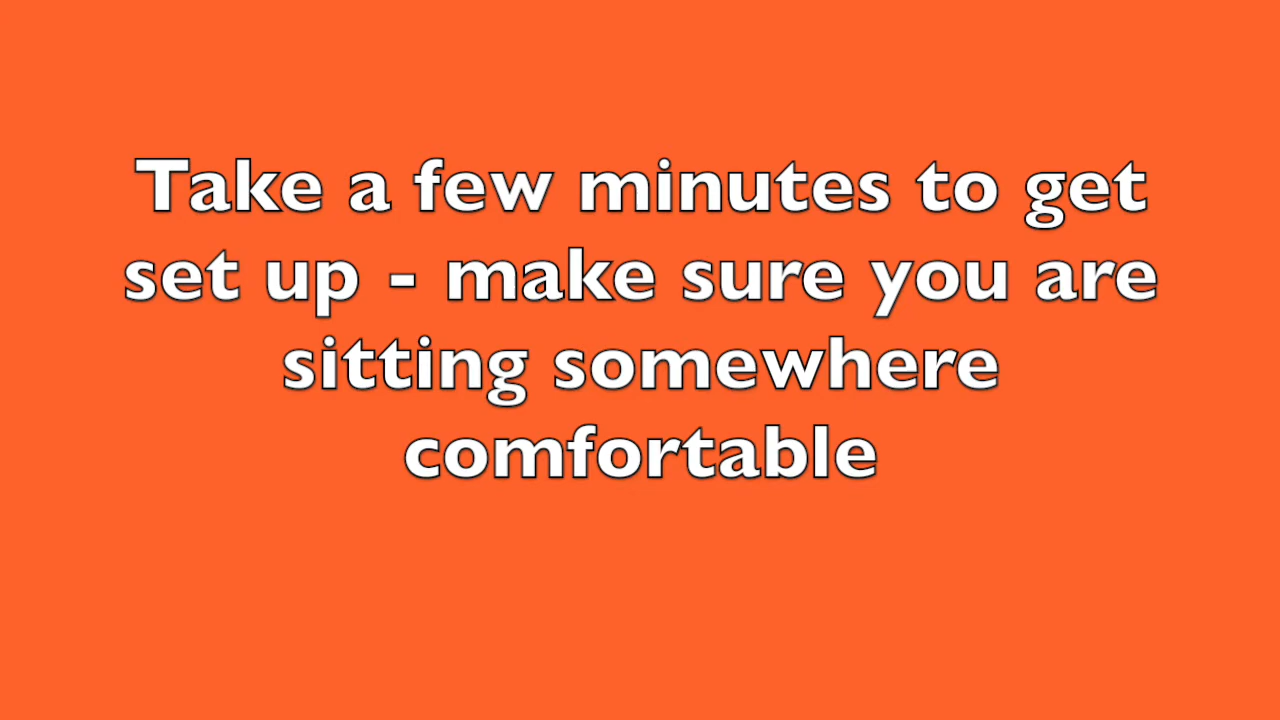 Take a few minutes to get
set up - make sure you are
sitting somewhere
comfortable